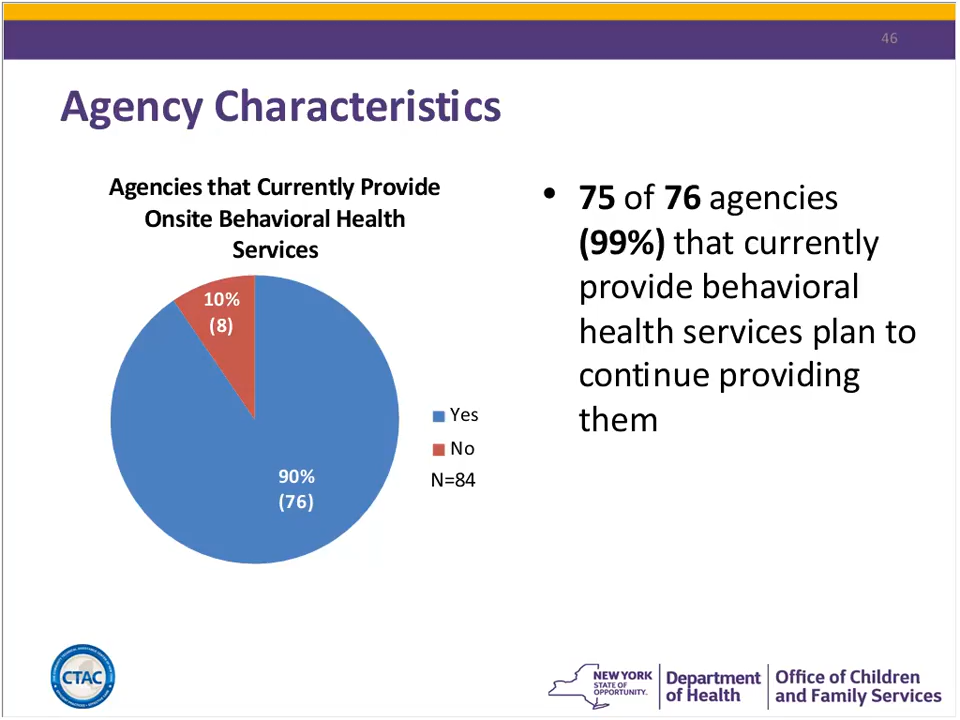 46
Agency Characteristics
Agencies that Currently Provide
Onsite Behavioral Health
Services
10%
(8)
90%
(76)
Yes
No
N=84
• 75 of 76 agencies
(99%) that currently
provide behavioral
health services plan to
continue providing
them
CTAC
NEW YORK
STATE OF
OPPORTUNITY.
Department
of Health
Office of Children
and Family Services